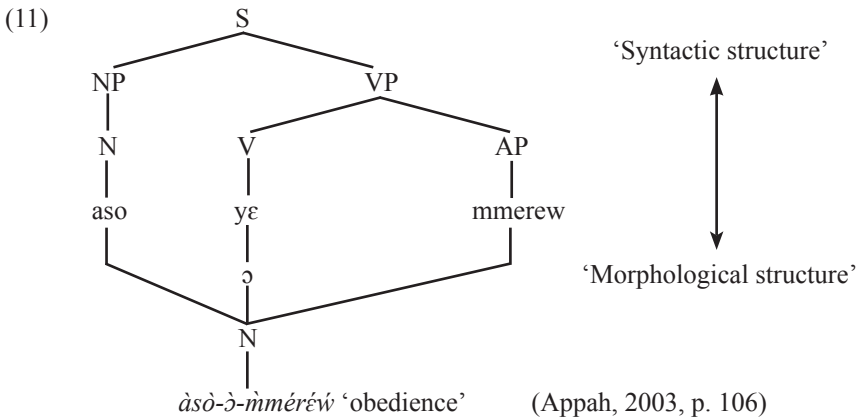 (11)
S
‘Syntactic structure’
NP VP
N V AP
aso yɛ mmerew
ɔ
‘Morphological structure’
N
àsò-ɔ̀-m̀mérɛ́ẃ ‘obedience’ (Appah, 2003, p. 106)